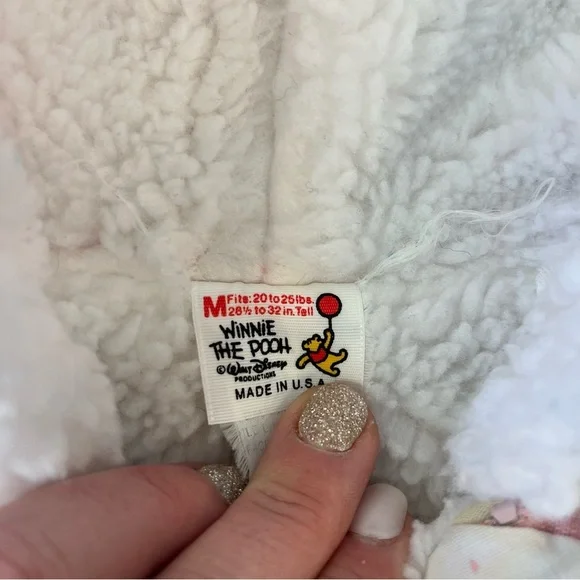 M Fits: 20 to 25 lbs.
28½ to 32 in. Tall
WINNIE
THE POOH
© WALT DISNEY
PRODUCTIONS
MADE IN U.S.A